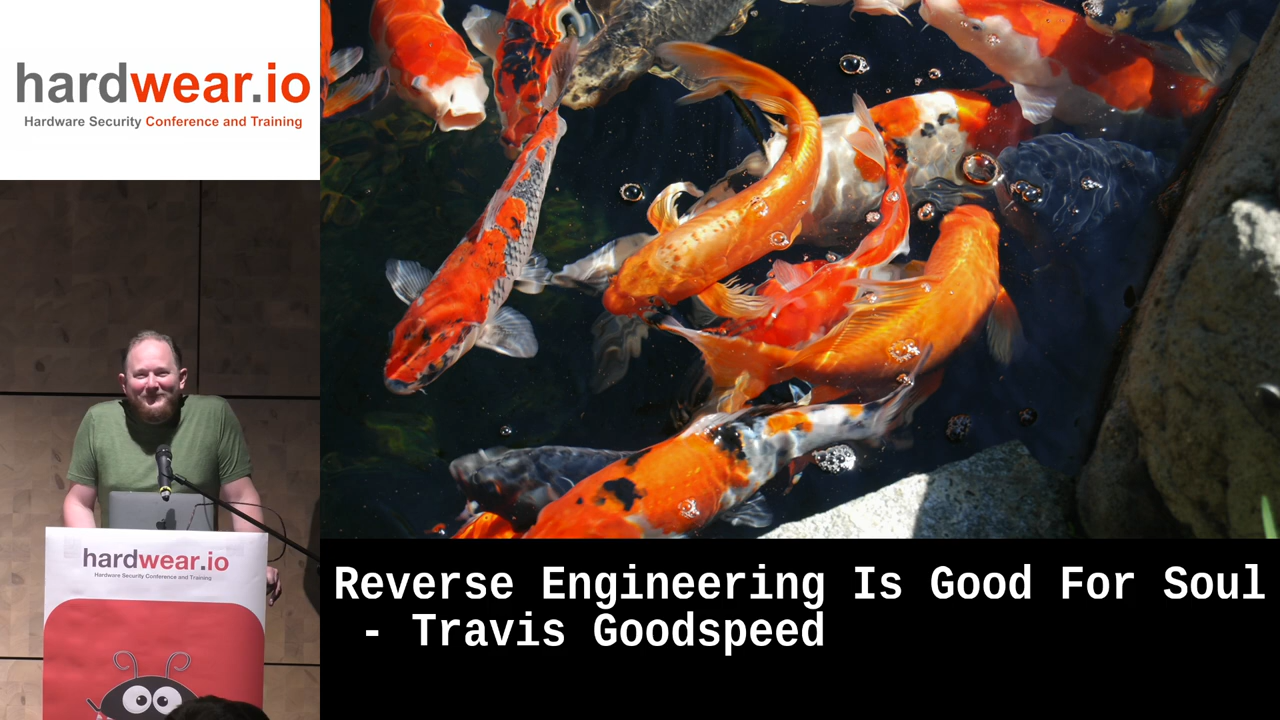 hardwear.io
Hardware Security Conference and Training
hardwear.io
Hardware Security Conference and Training
Reverse Engineering Is Good For Soul
- Travis Goodspeed